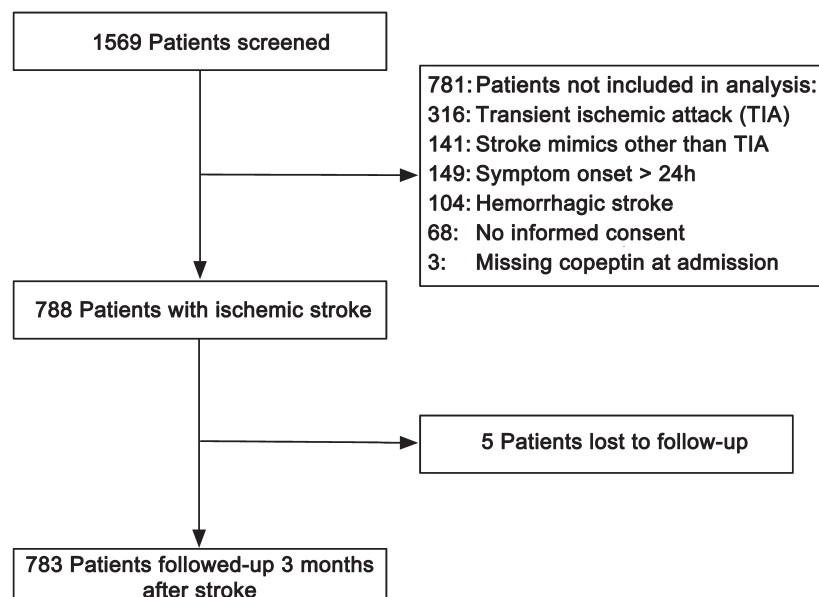 1569 Patients screened
781: Patients not included in analysis:
316: Transient ischemic attack (TIA)
141: Stroke mimics other than TIA
149: Symptom onset > 24h
104: Hemorrhagic stroke
68: No informed consent
3: Missing copeptin at admission
788 Patients with ischemic stroke
5 Patients lost to follow-up
783 Patients followed-up 3 months
after stroke